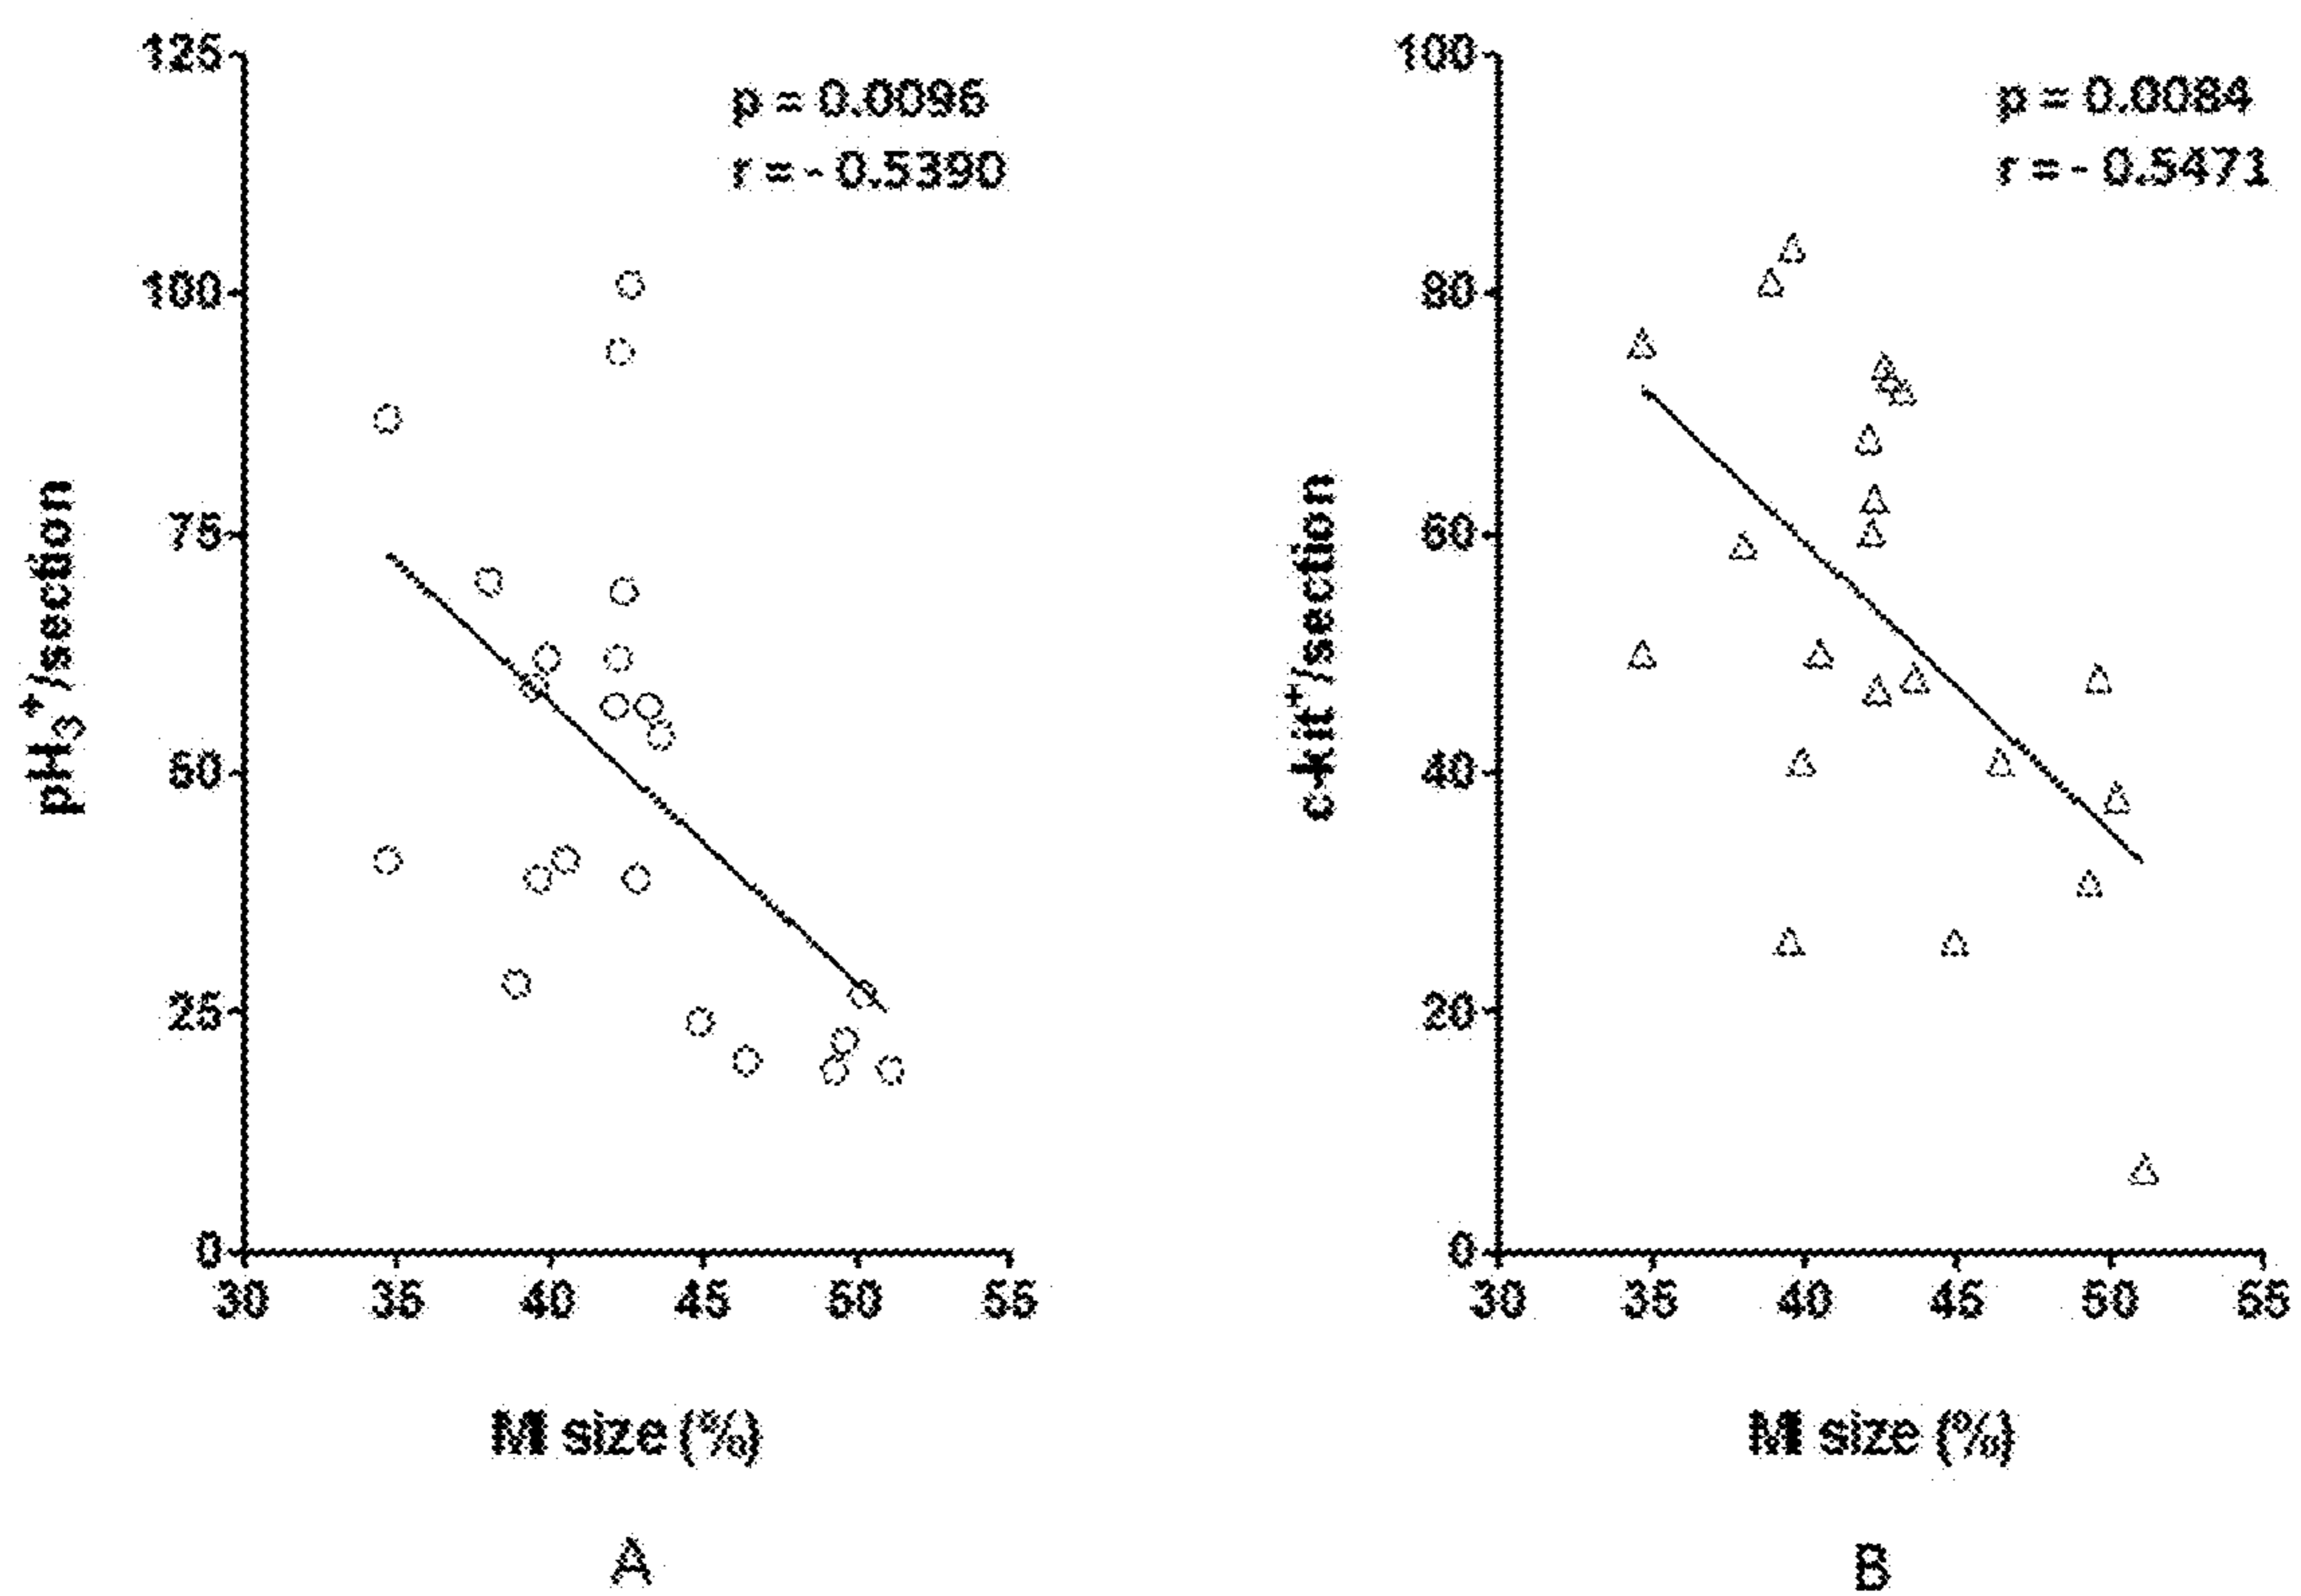 125
100
75
50
25
0
30 35 40 45 50 55
pH3+/section
MI size (%)
p = 0.0096
r = - 0.5390
A
100
80
60
40
20
0
30 35 40 45 50 55
c-kit+/section
MI size (%)
p = 0.0084
r = - 0.5471
B